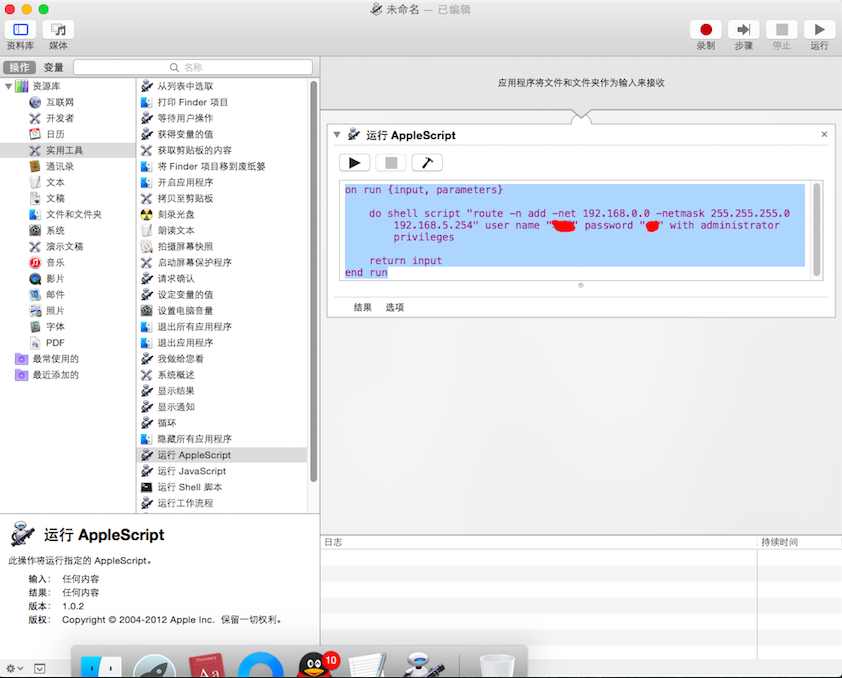 未命名 — 已编辑
资料库
媒体
录制
步骤
停止
运行
操作
变量
名称
资源库
互联网
开发者
日历
实用工具
通讯录
文本
文稿
文件和文件夹
系统
演示文稿
音乐
影片
邮件
照片
字体
PDF
最常使用的
最近添加的
从列表中选取
打印 Finder 项目
等待用户操作
获得变量的值
获取剪贴板的内容
将 Finder 项目移到废纸篓
开启应用程序
拷贝至剪贴板
刻录光盘
朗读文本
拍摄屏幕快照
启动屏幕保护程序
请求确认
设定变量的值
设置电脑音量
退出所有应用程序
退出应用程序
我做给您看
系统概述
显示结果
显示通知
循环
隐藏所有应用程序
运行 AppleScript
运行 JavaScript
运行 Shell 脚本
运行工作流程
应用程序将文件和文件夹作为输入来接收
运行 AppleScript
on run {input, parameters}
do shell script "route -n add -net 192.168.0.0 -netmask 255.255.255.0
192.168.5.254" user name "" password "" with administrator
privileges
return input
end run
结果 选项
日志
持续时间
运行 AppleScript
此操作将运行指定的 AppleScript。
输入: 任何内容
结果: 任何内容
版本: 1.0.2
版权: Copyright © 2004-2012 Apple Inc. 保留一切权利。
Dictionary
Aa
10